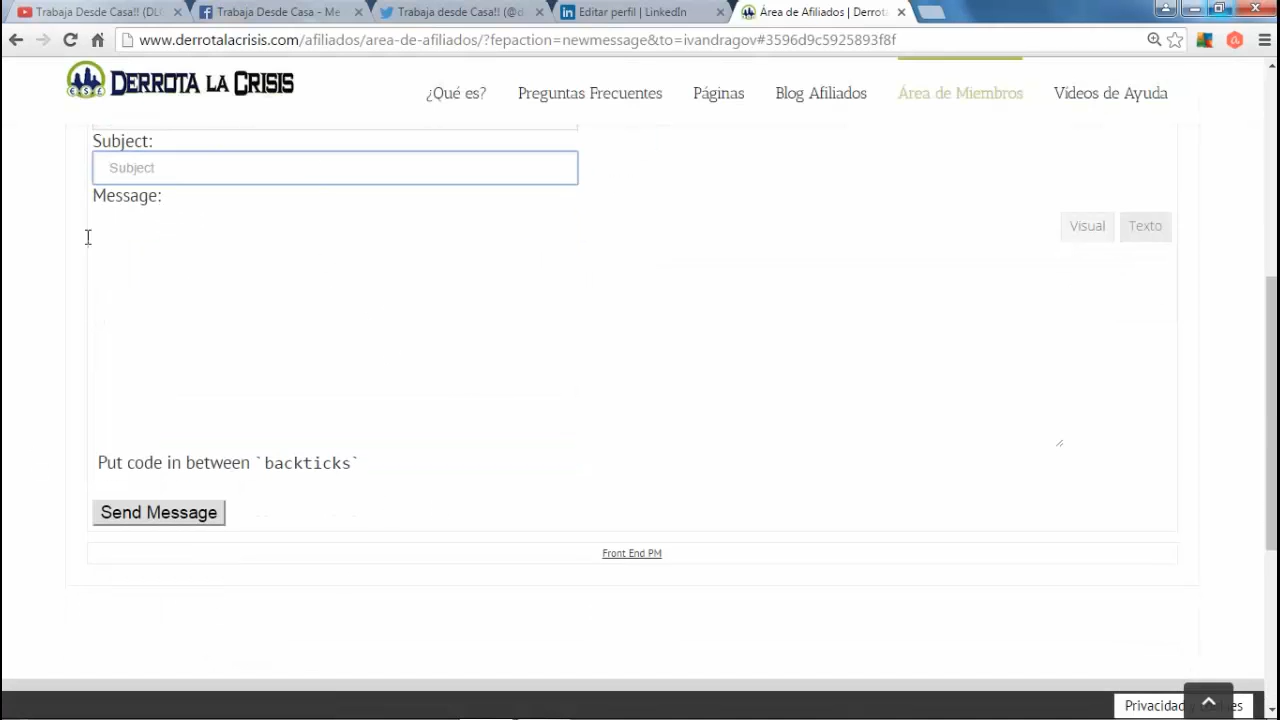 Trabaja Desde Casa!! (DLC
Trabaja Desde Casa - Me
Trabaja desde Casa!! (@d
Editar perfil | LinkedIn
Área de Afiliados | Derrota
www.derrotalacrisis.com/afiliados/area-de-afiliados/?fepaction=newmessage&to=ivandragov#3596d9c5925893f8f
DERROTA LA CRISIS
¿Qué es?
Preguntas Frecuentes
Páginas
Blog Afiliados
Área de Miembros
Vídeos de Ayuda
Subject:
Subject
Message:
Visual
Texto
Put code in between `backticks`
Send Message
Front End PM